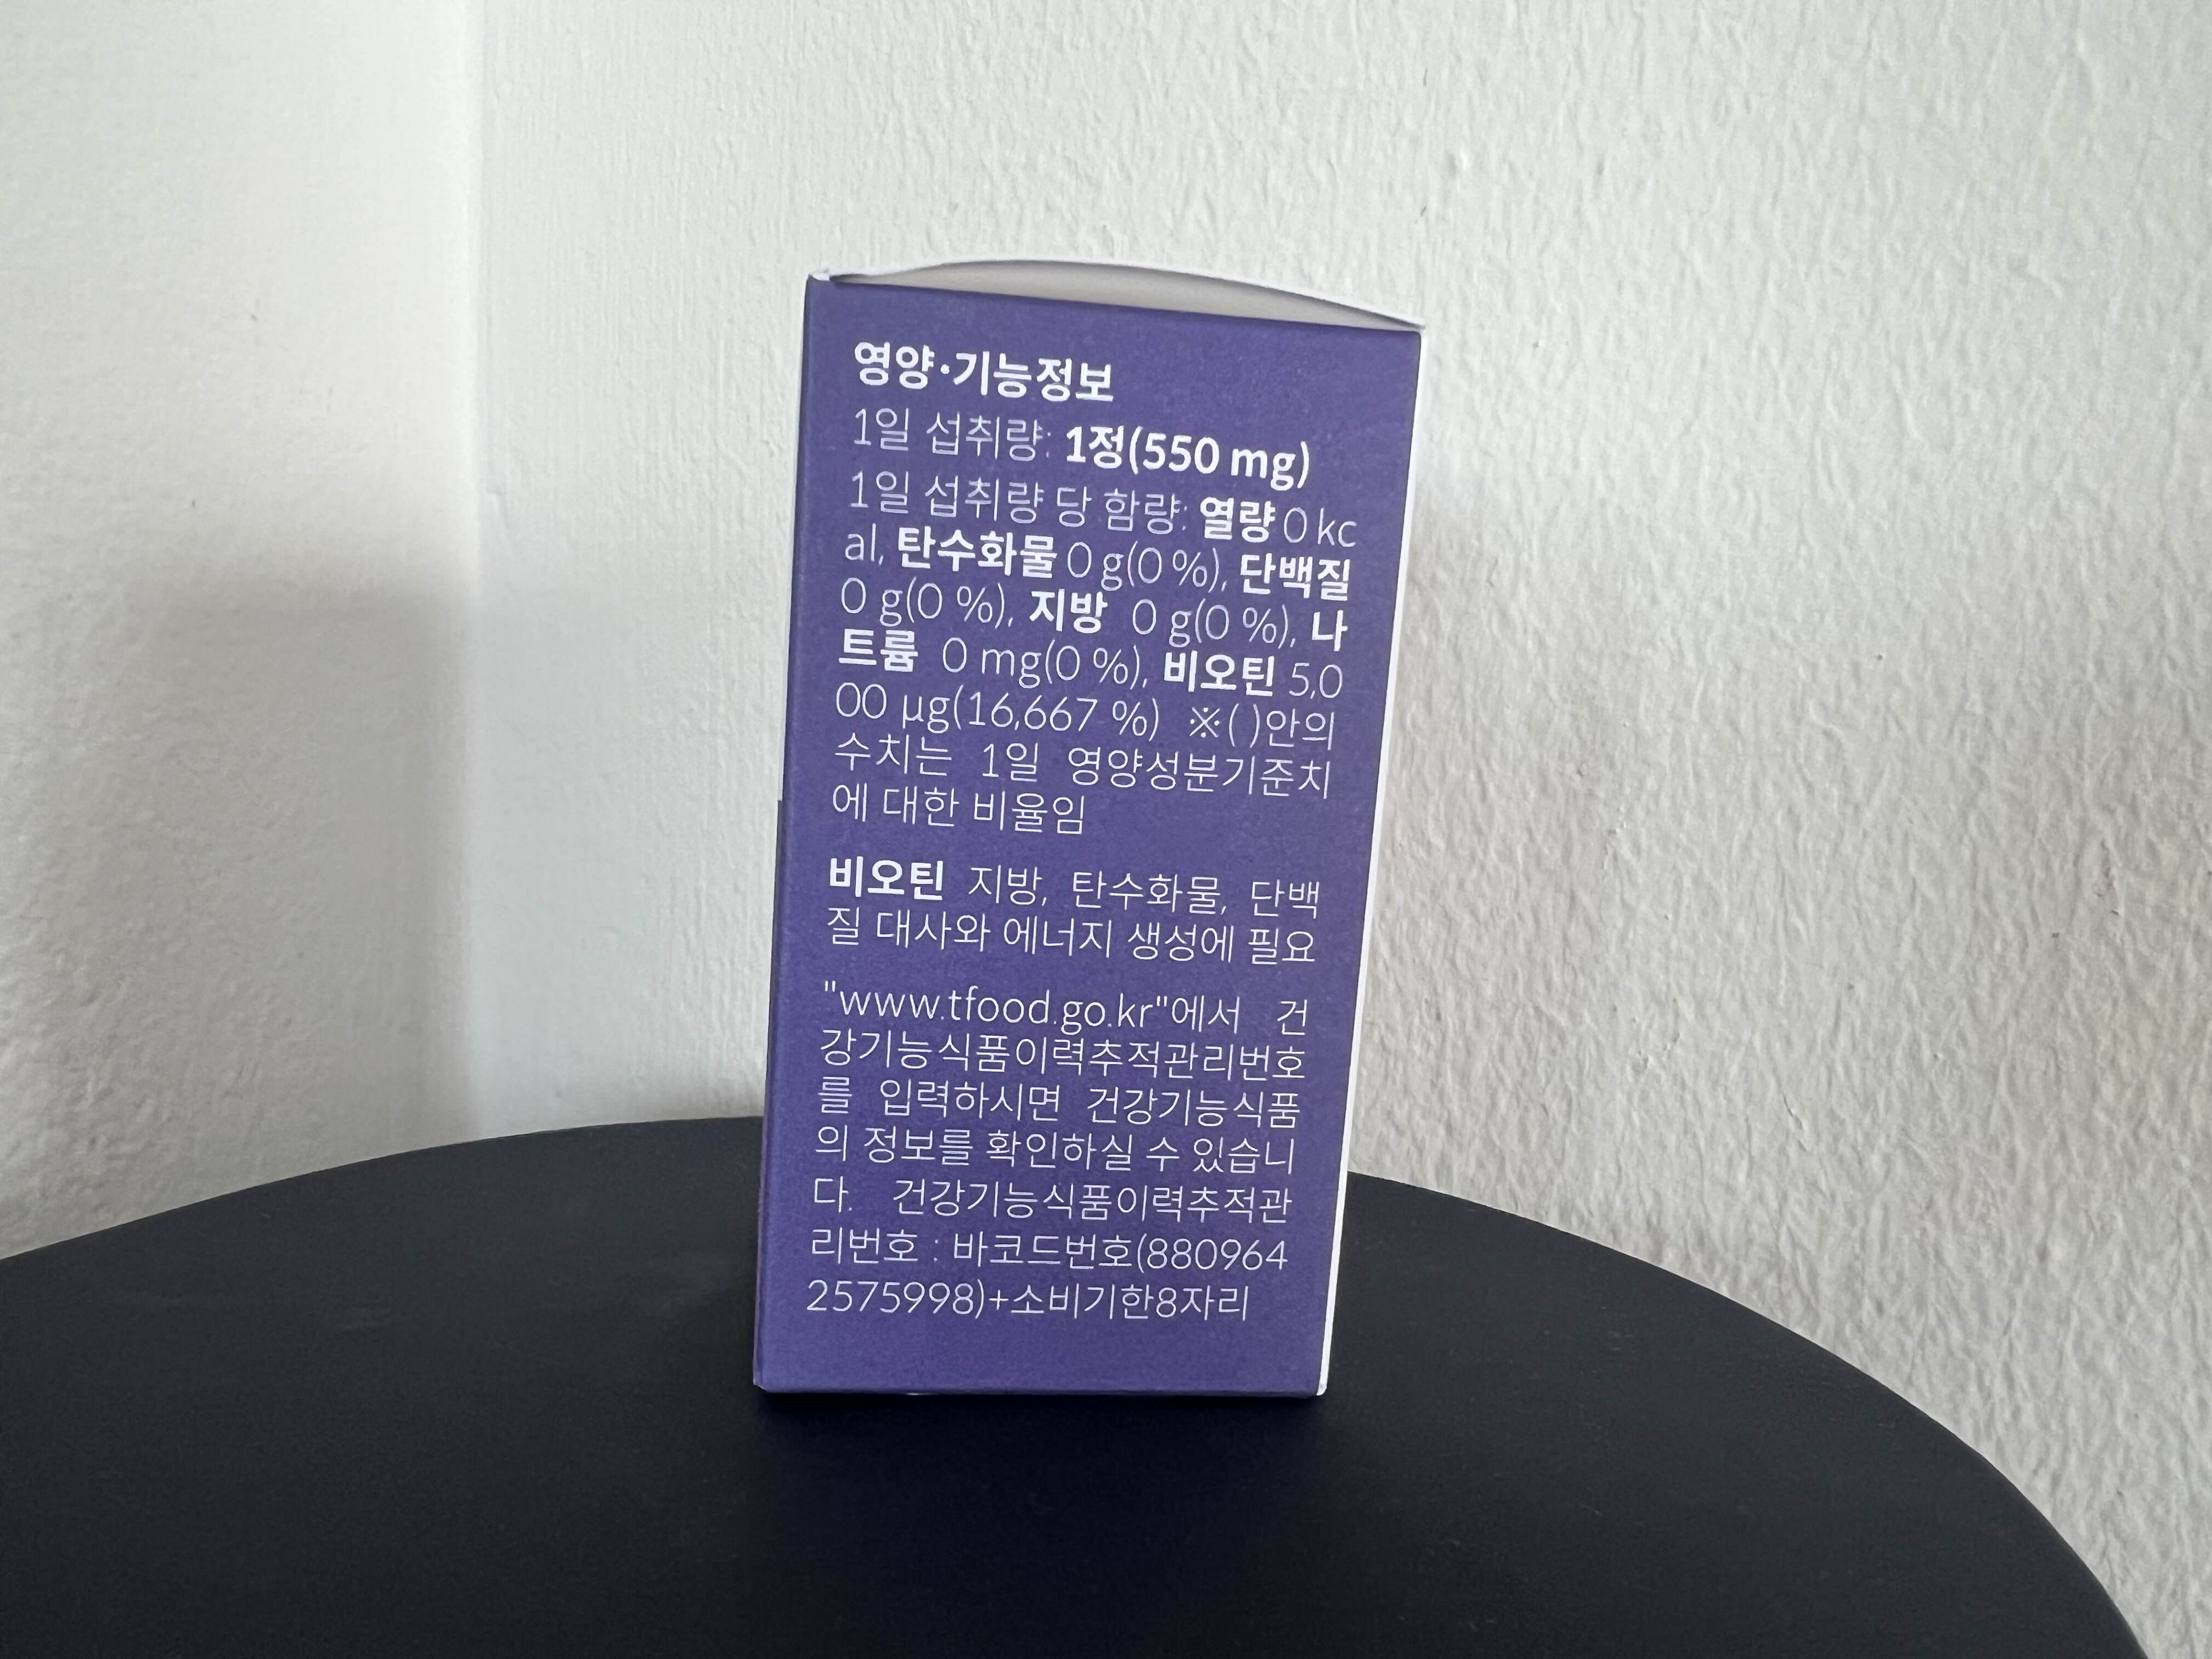 영양·기능정보
1일 섭취량: 1정(550 mg)
1일 섭취량 당 함량: 열량 0 kc
al, 탄수화물 0 g(0 %), 단백질
0 g(0 %), 지방 0 g(0 %), 나
트륨 0 mg(0 %), 비오틴 5,0
00 µg(16,667 %) ※( )안의
수치는 1일 영양성분기준치
에 대한 비율임
비오틴 지방, 탄수화물, 단백
질 대사와 에너지 생성에 필요
"www.tfood.go.kr"에서 건
강기능식품이력추적관리번호
를 입력하시면 건강기능식품
의 정보를 확인하실 수 있습니
다. 건강기능식품이력추적관
리번호 : 바코드번호(880964
2575998)+소비기한8자리